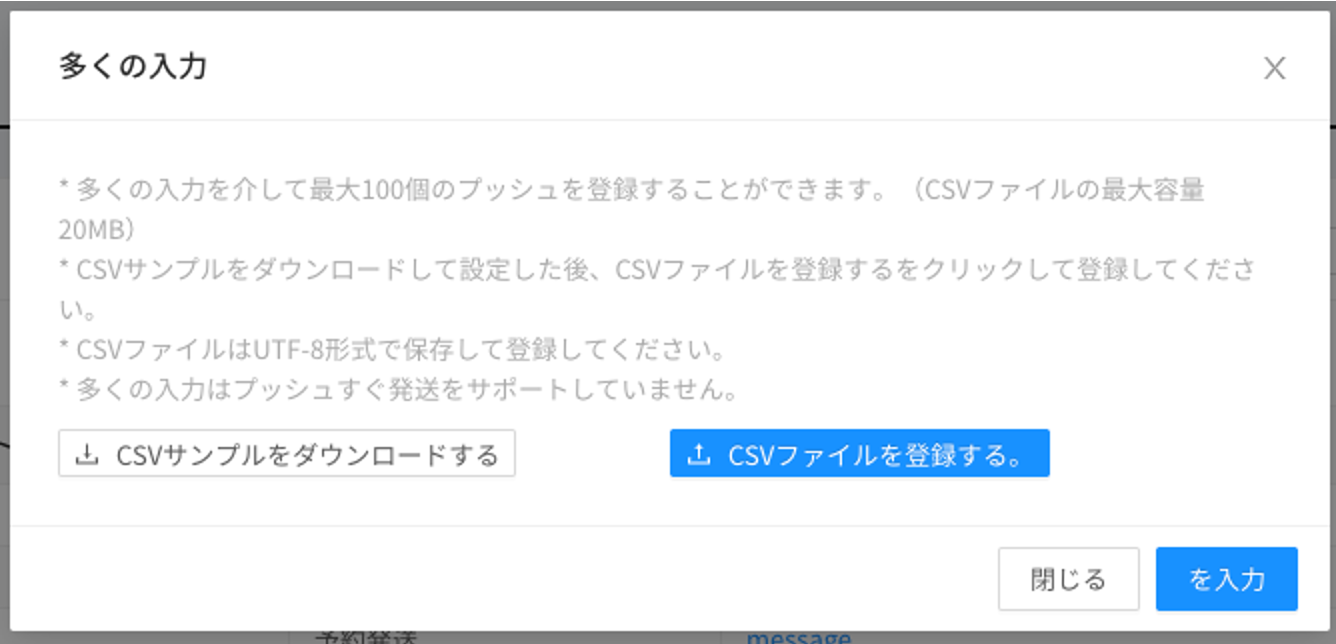 多くの入力
* 多くの入力を介して最大100個のプッシュを登録することができます。（CSVファイルの最大容量
20MB）
* CSVサンプルをダウンロードして設定した後、CSVファイルを登録するをクリックして登録してくださ
い。
* CSVファイルはUTF-8形式で保存して登録してください。
* 多くの入力はプッシュすぐ発送をサポートしていません。
CSVサンプルをダウンロードする
CSVファイルを登録する。
閉じる
を入力
予約発送
message